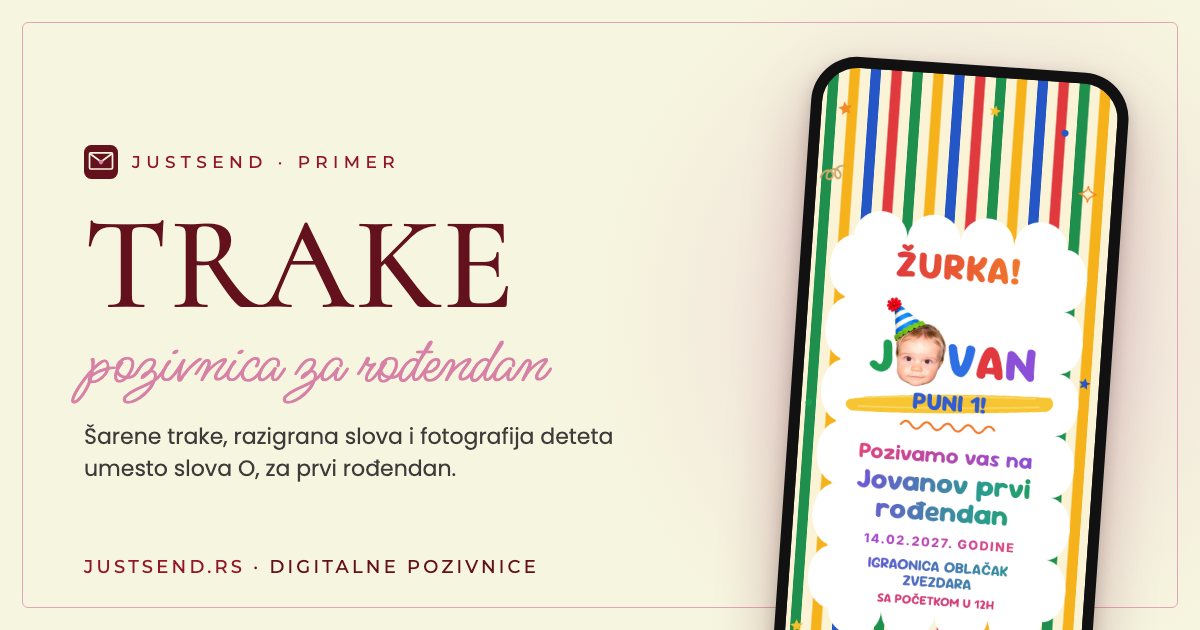 JUSTSEND · PRIMER
TRAKE
pozivnica za rođendan
Šarene trake, razigrana slova i fotografija deteta
umesto slova O, za prvi rođendan.
JUSTSEND.RS · DIGITALNE POZIVNICE
ŽURKA!
J VAN
PUNI 1!
Pozivamo vas na
Jovanov prvi
rođendan
14.02.2027. GODINE
IGRAONICA OBLAČAK
ZVEZDARA
SA POČETKOM U 12H